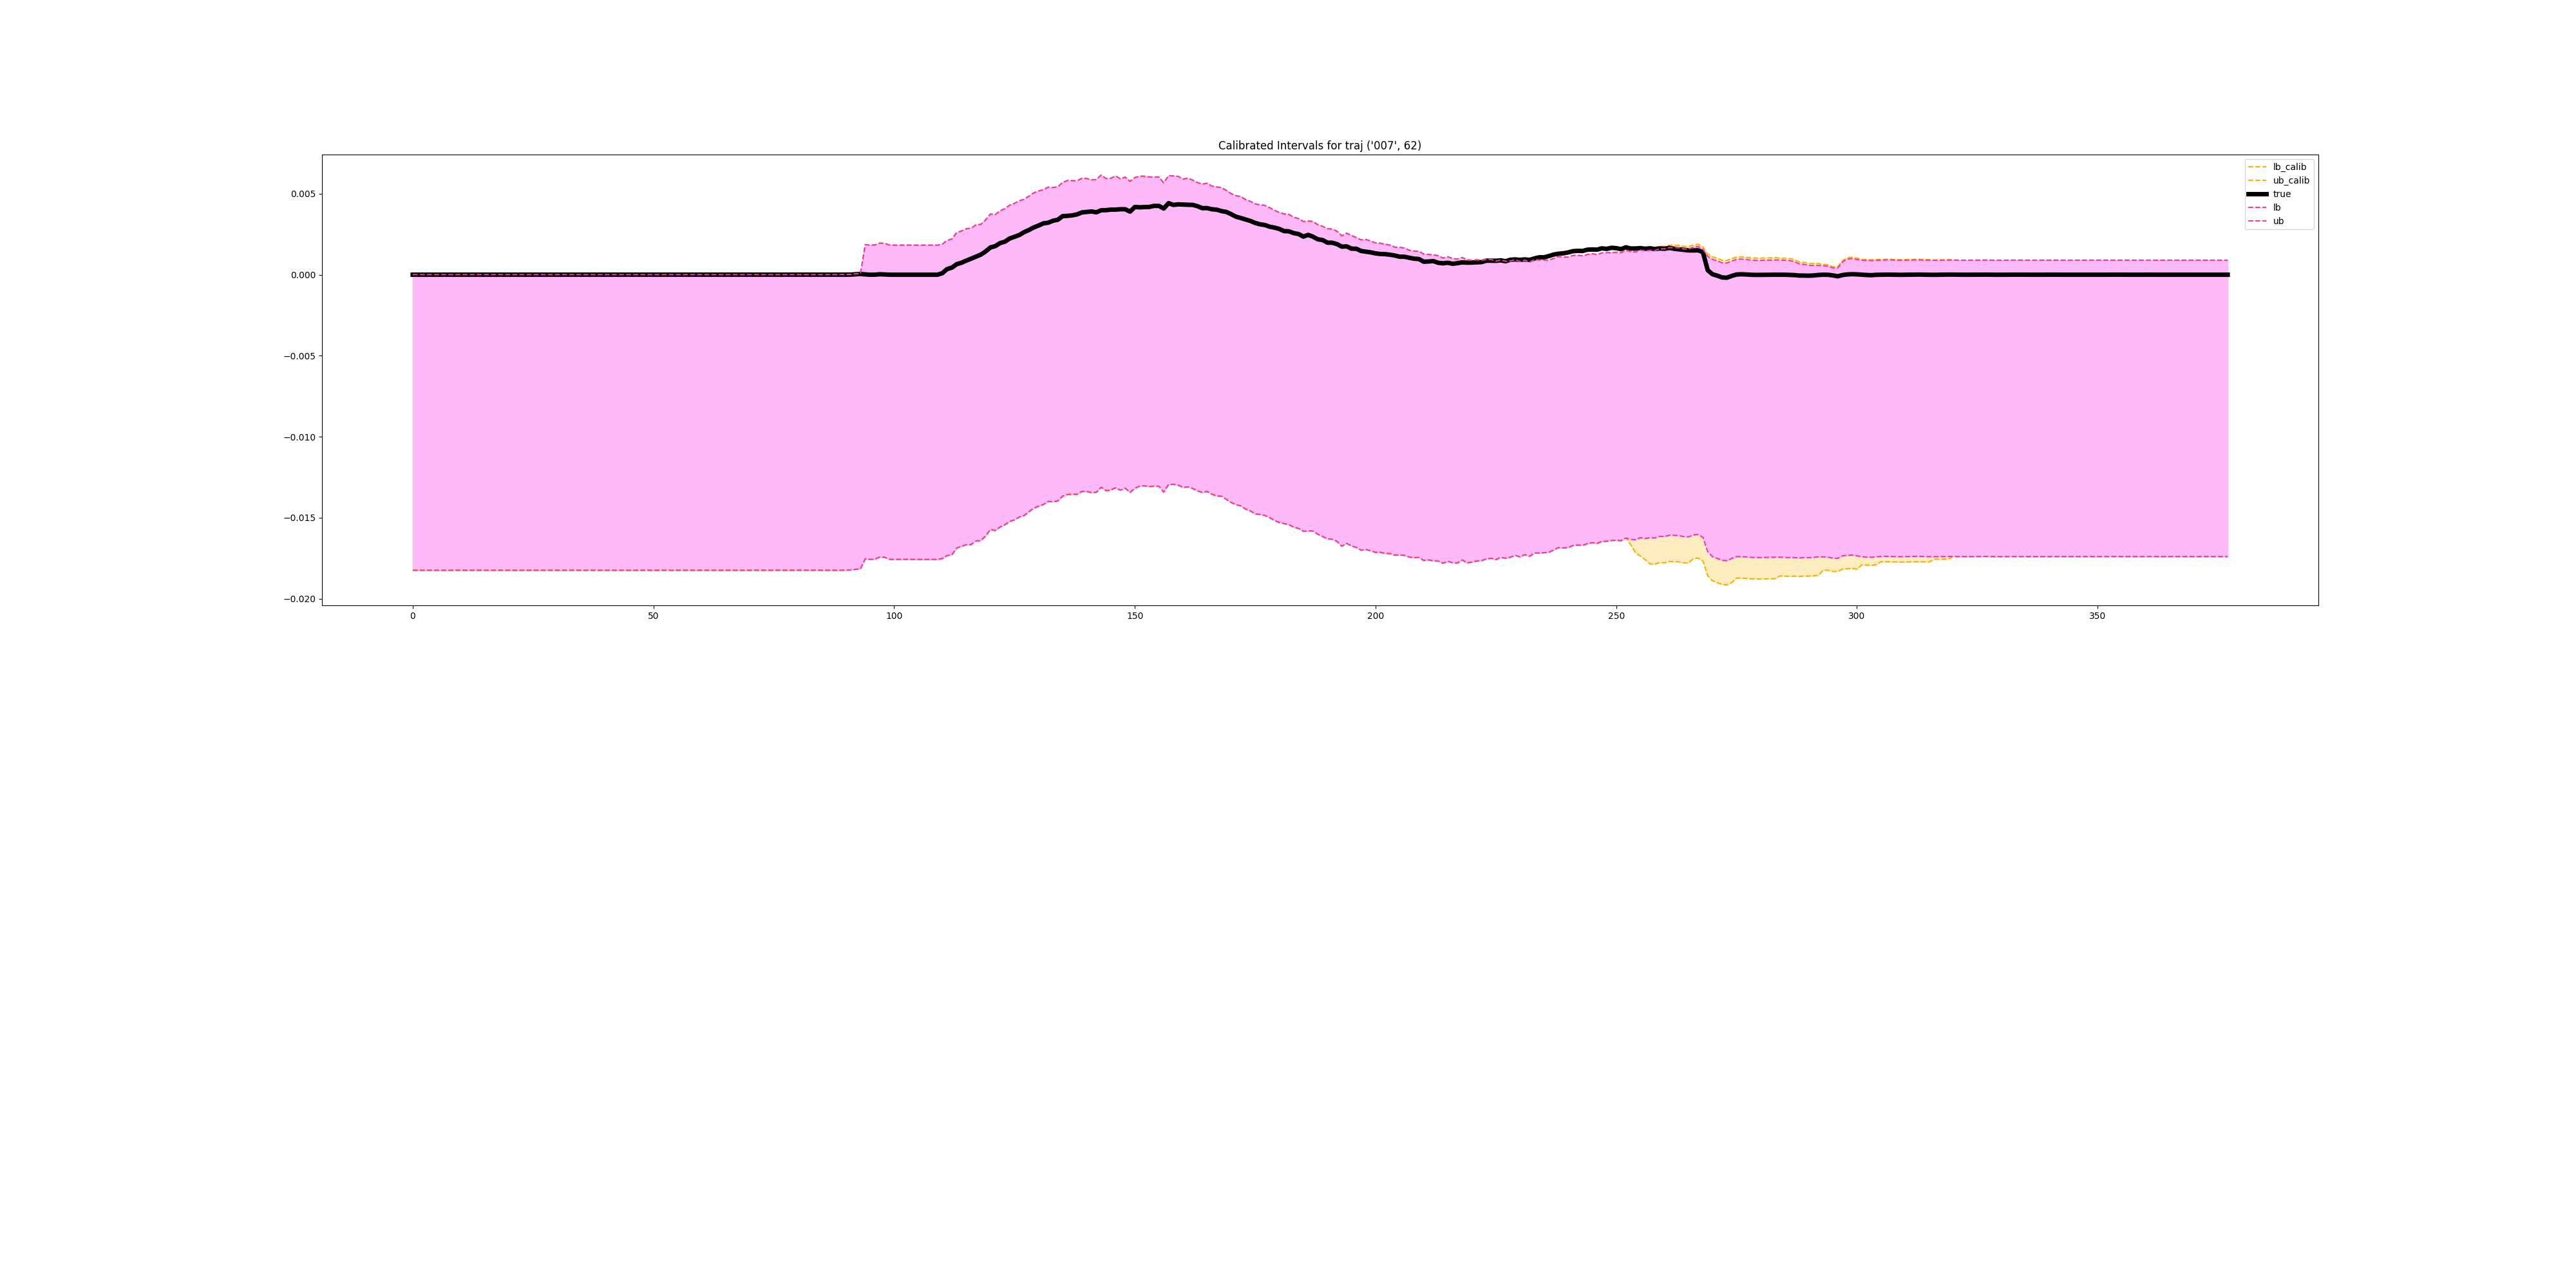 Calibrated Intervals for traj ('007', 62)
lb_calib
ub_calib
true
lb
ub
0.005
0.000
−0.005
−0.010
−0.015
−0.020
0 50 100 150 200 250 300 350